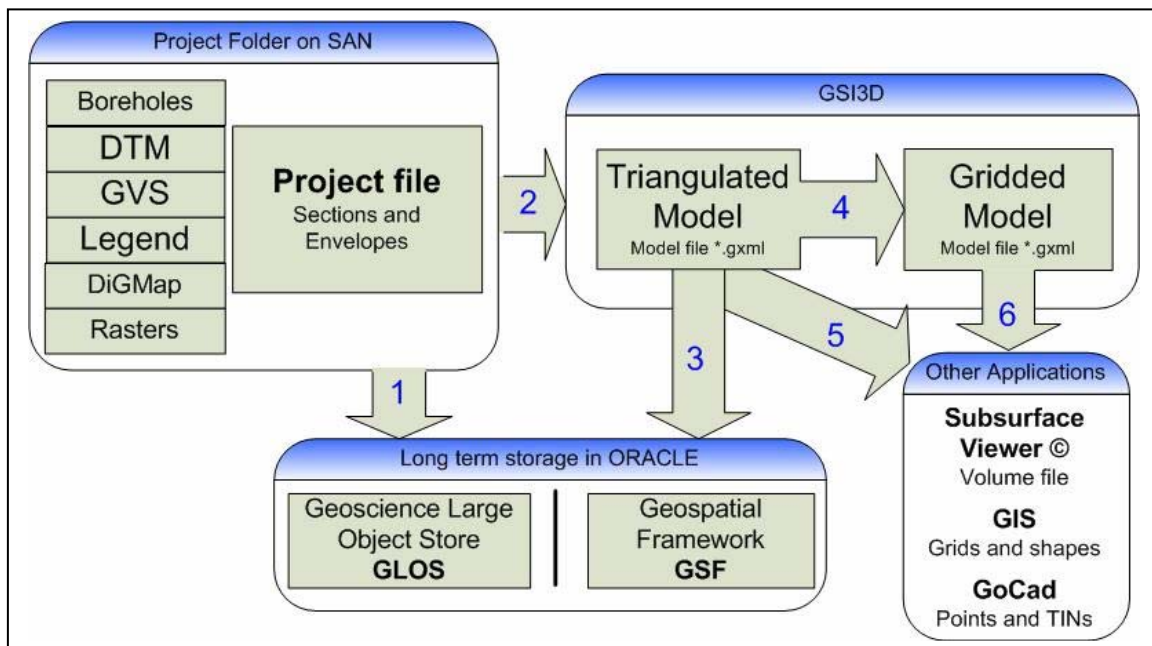 Project Folder on SAN
Boreholes
DTM
GVS
Legend
DiGMap
Rasters
Project file
Sections and
Envelopes
1
2
GSI3D
Triangulated
Model
Model file *.gxml
4
Gridded
Model
Model file *.gxml
3
5
6
Long term storage in ORACLE
Geoscience Large
Object Store
GLOS
Geospatial
Framework
GSF
Other Applications
Subsurface
Viewer ©
Volume file
GIS
Grids and shapes
GoCad
Points and TINs